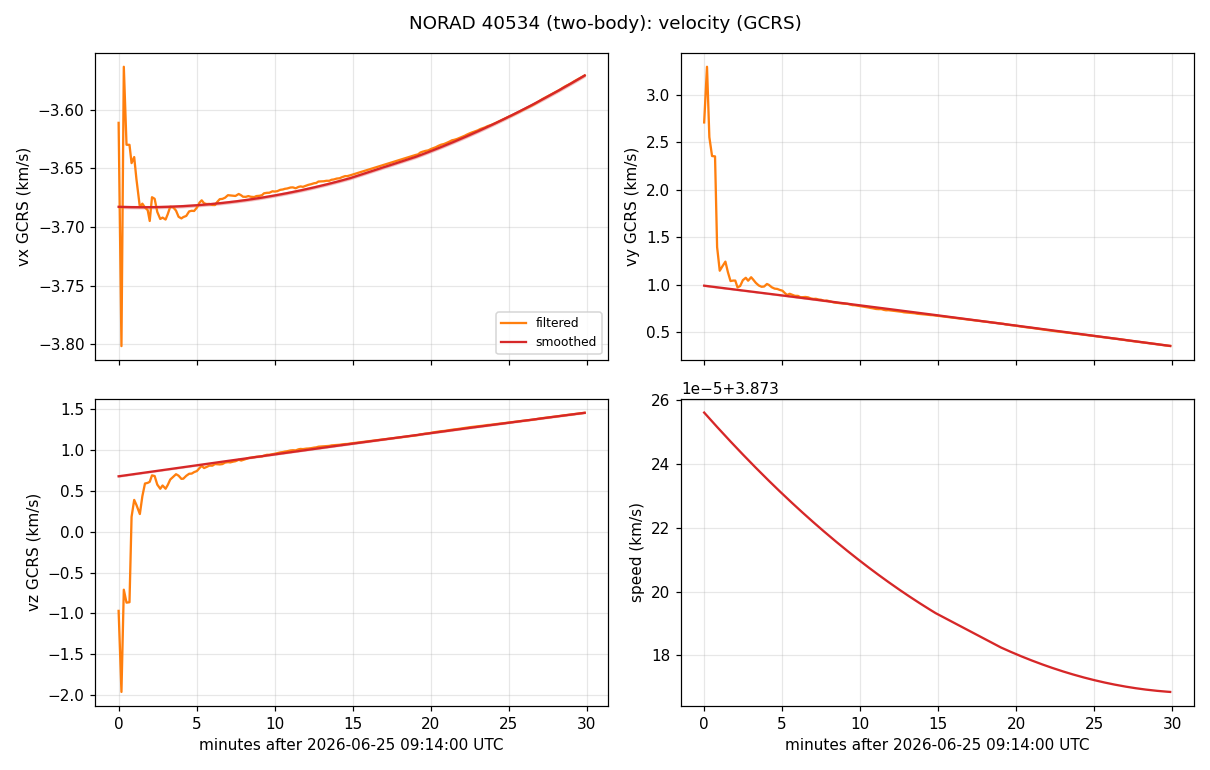 NORAD 40534 (two-body): velocity (GCRS)
vx GCRS (km/s)
−3.60
−3.65
−3.70
−3.75
−3.80
filtered
smoothed
vy GCRS (km/s)
3.0
2.5
2.0
1.5
1.0
0.5
vz GCRS (km/s)
1.5
1.0
0.5
0.0
−0.5
−1.0
−1.5
−2.0
0 5 10 15 20 25 30
minutes after 2026-06-25 09:14:00 UTC
1e−5+3.873
speed (km/s)
26
24
22
20
18
0 5 10 15 20 25 30
minutes after 2026-06-25 09:14:00 UTC